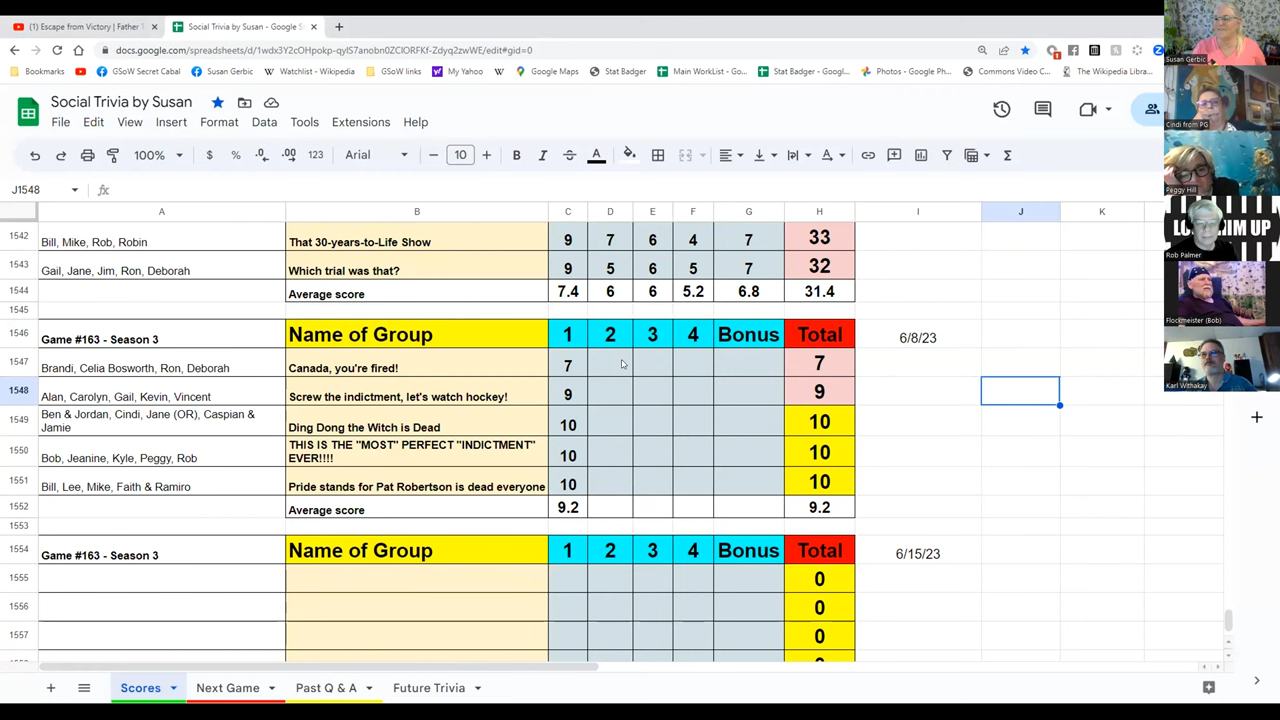 (1) Escape from Victory | Father T
Social Trivia by Susan - Google S
docs.google.com/spreadsheets/d/1wdx3Y2cOHpokp-qyIS7anobn0ZCIORFKf-Zdyq2zwWE/edit#gid=0
Bookmarks GSoW Secret Cabal Susan Gerbic Watchlist - Wikipedia GSoW links My Yahoo Google Maps Stat Badger Main WorkList - Go... Stat Badger - Googl... Photos - Google Ph... Commons Video C... The Wikipedia Libra...
Social Trivia by Susan
File Edit View Insert Format Data Tools Extensions Help
100% $ % .0 .00 123 Arial 10 B I A
J1548 fx
A B C D E F G H I J K
1542 Bill, Mike, Rob, Robin That 30-years-to-Life Show 9 7 6 4 7 33
1543 Gail, Jane, Jim, Ron, Deborah Which trial was that? 9 5 6 5 7 32
1544 Average score 7.4 6 6 5.2 6.8 31.4
1545
1546 Game #163 - Season 3 Name of Group 1 2 3 4 Bonus Total 6/8/23
1547 Brandi, Celia Bosworth, Ron, Deborah Canada, you're fired! 7 7
1548 Alan, Carolyn, Gail, Kevin, Vincent Screw the indictment, let's watch hockey! 9 9
1549 Ben & Jordan, Cindi, Jane (OR), Caspian &
Jamie Ding Dong the Witch is Dead 10 10
1550 Bob, Jeanine, Kyle, Peggy, Rob THIS IS THE "MOST" PERFECT "INDICTMENT"
EVER!!!! 10 10
1551 Bill, Lee, Mike, Faith & Ramiro Pride stands for Pat Robertson is dead everyone 10 10
1552 Average score 9.2 9.2
1553
1554 Game #163 - Season 3 Name of Group 1 2 3 4 Bonus Total 6/15/23
1555 0
1556 0
1557 0
Scores Next Game Past Q & A Future Trivia
Susan Gerbic
Cindi from PG
Peggy Hill
Rob Palmer
Flockmeister (Bob)
Karl Withakay